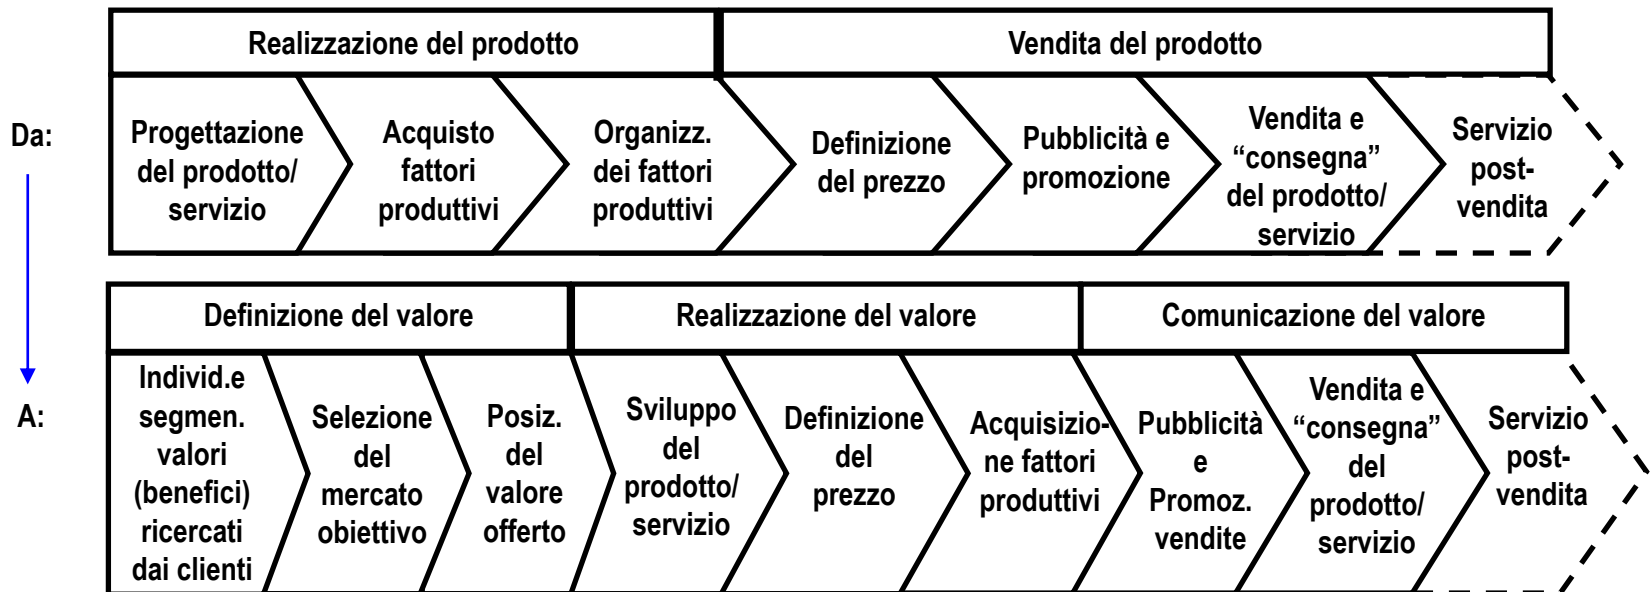 Realizzazione del prodotto
Vendita del prodotto
Da:
Progettazione
del prodotto/
servizio
Acquisto
fattori
produttivi
Organizz.
dei fattori
produttivi
Definizione
del prezzo
Pubblicità e
promozione
Vendita e
“consegna”
del prodotto/
servizio
Servizio
post-
vendita
Definizione del valore
Realizzazione del valore
Comunicazione del valore
A:
Individ.e
segmen.
valori
(benefici)
ricercati
dai clienti
Selezione
del
mercato
obiettivo
Posiz.
del
valore
offerto
Sviluppo
del
prodotto/
servizio
Definizione
del
prezzo
Acquisizio-
ne fattori
produttivi
Pubblicità
e
Promoz.
vendite
Vendita e
“consegna”
del
prodotto/
servizio
Servizio
post-
vendita